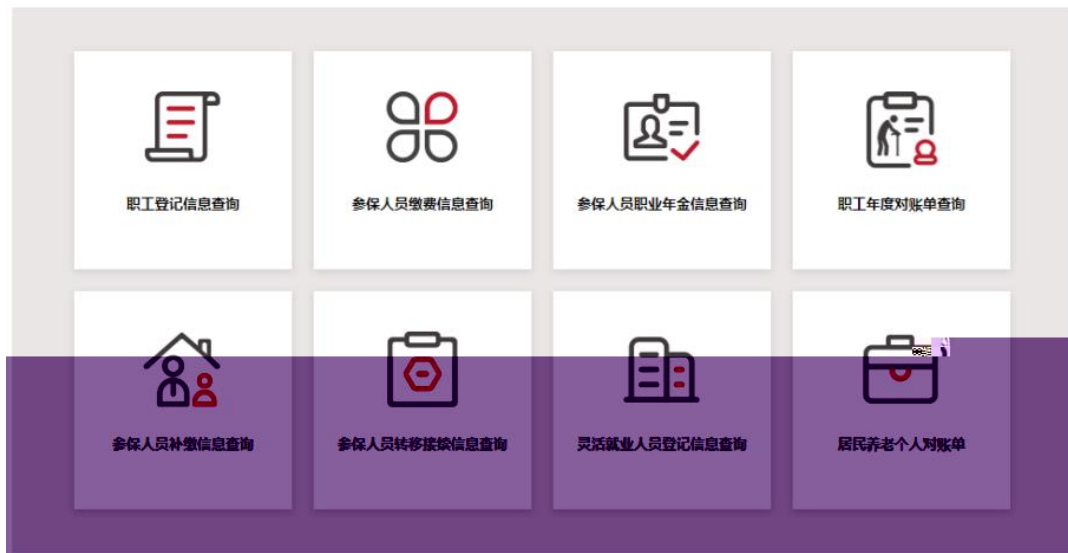 职工登记信息查询
参保人员缴费信息查询
参保人员职业年金信息查询
职工年度对账单查询
参保人员补缴信息查询
参保人员转移接续信息查询
灵活就业人员登记信息查询
居民养老个人对账单